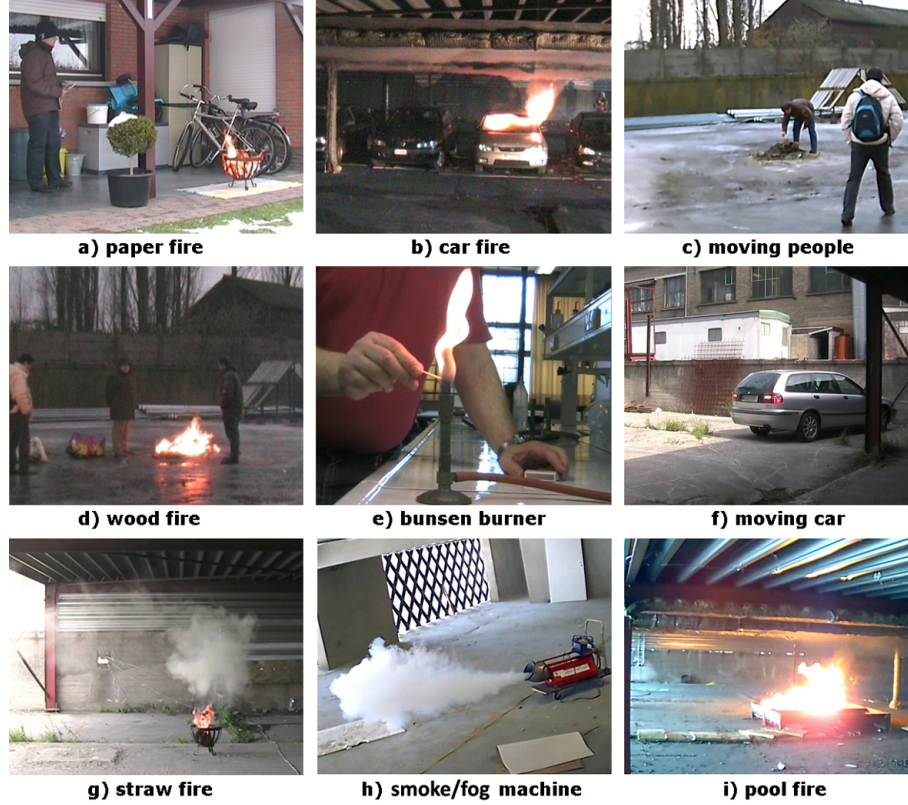 a) paper fire
b) car fire
c) moving people
d) wood fire
e) bunsen burner
f) moving car
g) straw fire
h) smoke/fog machine
i) pool fire